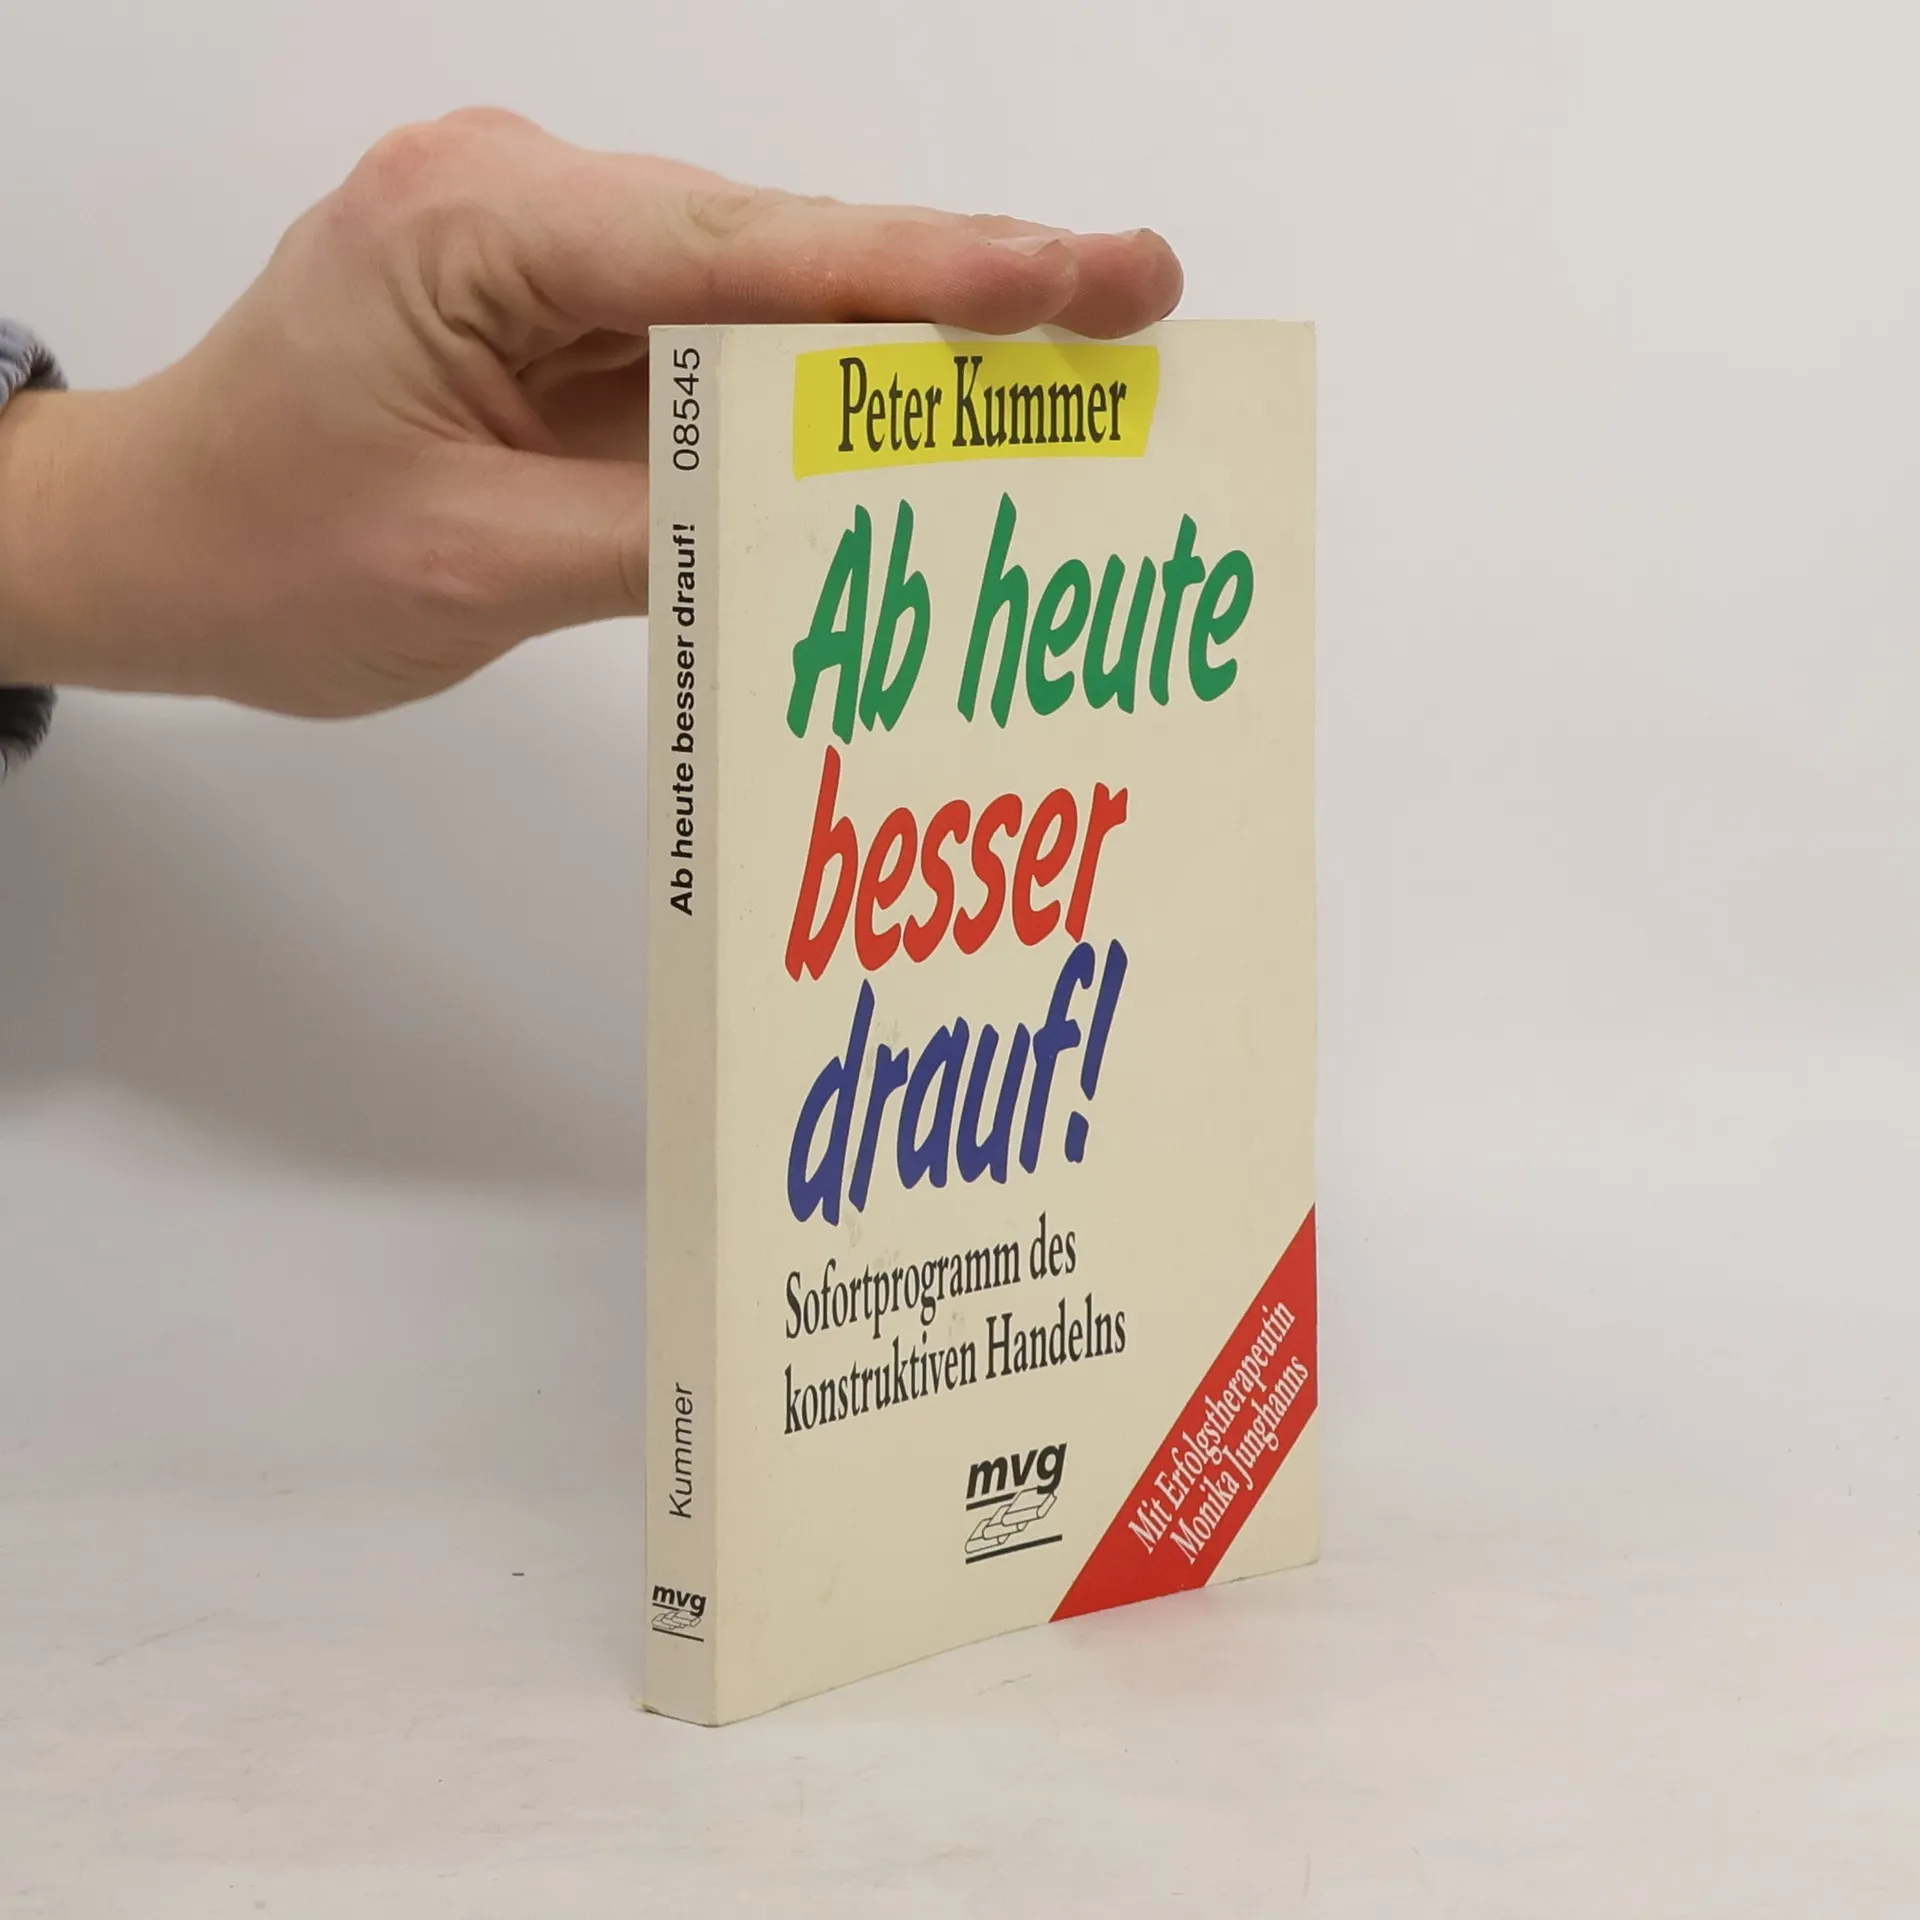 08545
Ab heute besser drauf!
Kummer
mvg
Peter Kummer
Ab heute
besser
drauf!
Sofortprogramm des
konstruktiven Handelns
mvg
Mit Erfolgstherapeutin
Monika Junghanns